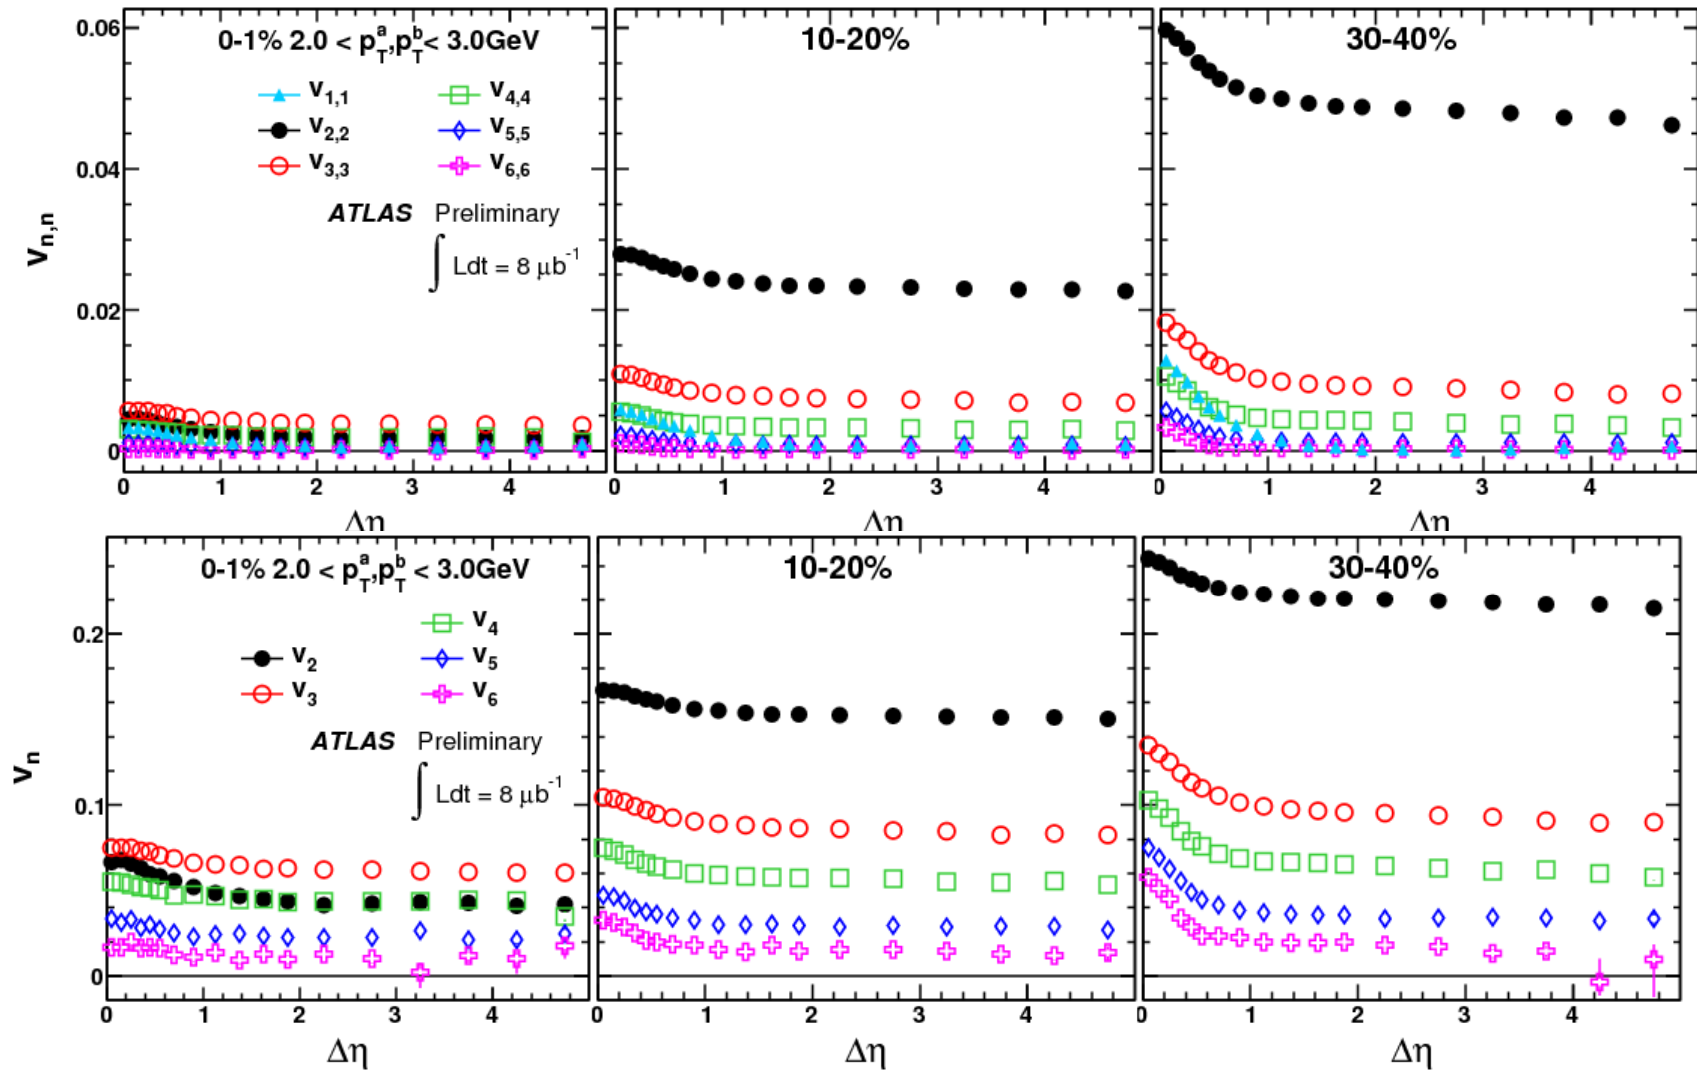 0-1% 2.0 < p_T^a,p_T^b < 3.0GeV
10-20%
30-40%
v_1,1
v_4,4
v_2,2
v_5,5
v_3,3
v_6,6
ATLAS Preliminary
∫ Ldt = 8 μb^-1
v_n,n
0.06
0.04
0.02
0
0 1 2 3 4
0 1 2 3 4
0 1 2 3 4
Δη
Δη
Δη
0-1% 2.0 < p_T^a,p_T^b < 3.0GeV
10-20%
30-40%
v_4
v_2
v_5
v_3
v_6
ATLAS Preliminary
∫ Ldt = 8 μb^-1
v_n
0.2
0.1
0
0 1 2 3 4
0 1 2 3 4
0 1 2 3 4
Δη
Δη
Δη